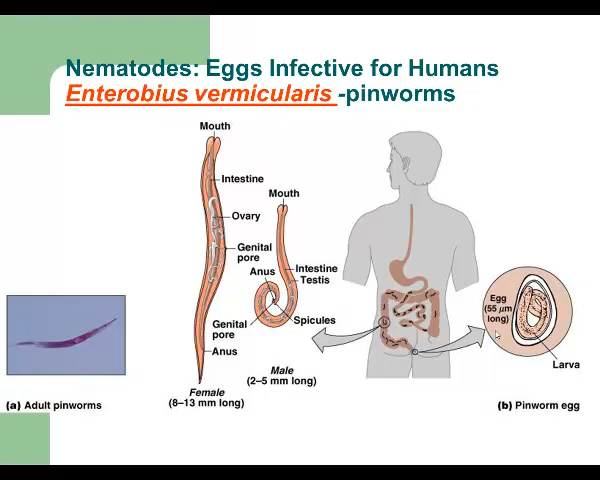 Nematodes: Eggs Infective for Humans
Enterobius vermicularis -pinworms
Mouth
Intestine
Ovary
Genital
pore
Anus
Female
(8–13 mm long)
Mouth
Anus
Intestine
Testis
Genital
pore
Spicules
Male
(2–5 mm long)
Egg
(55 μm
long)
Larva
(a) Adult pinworms
(b) Pinworm egg